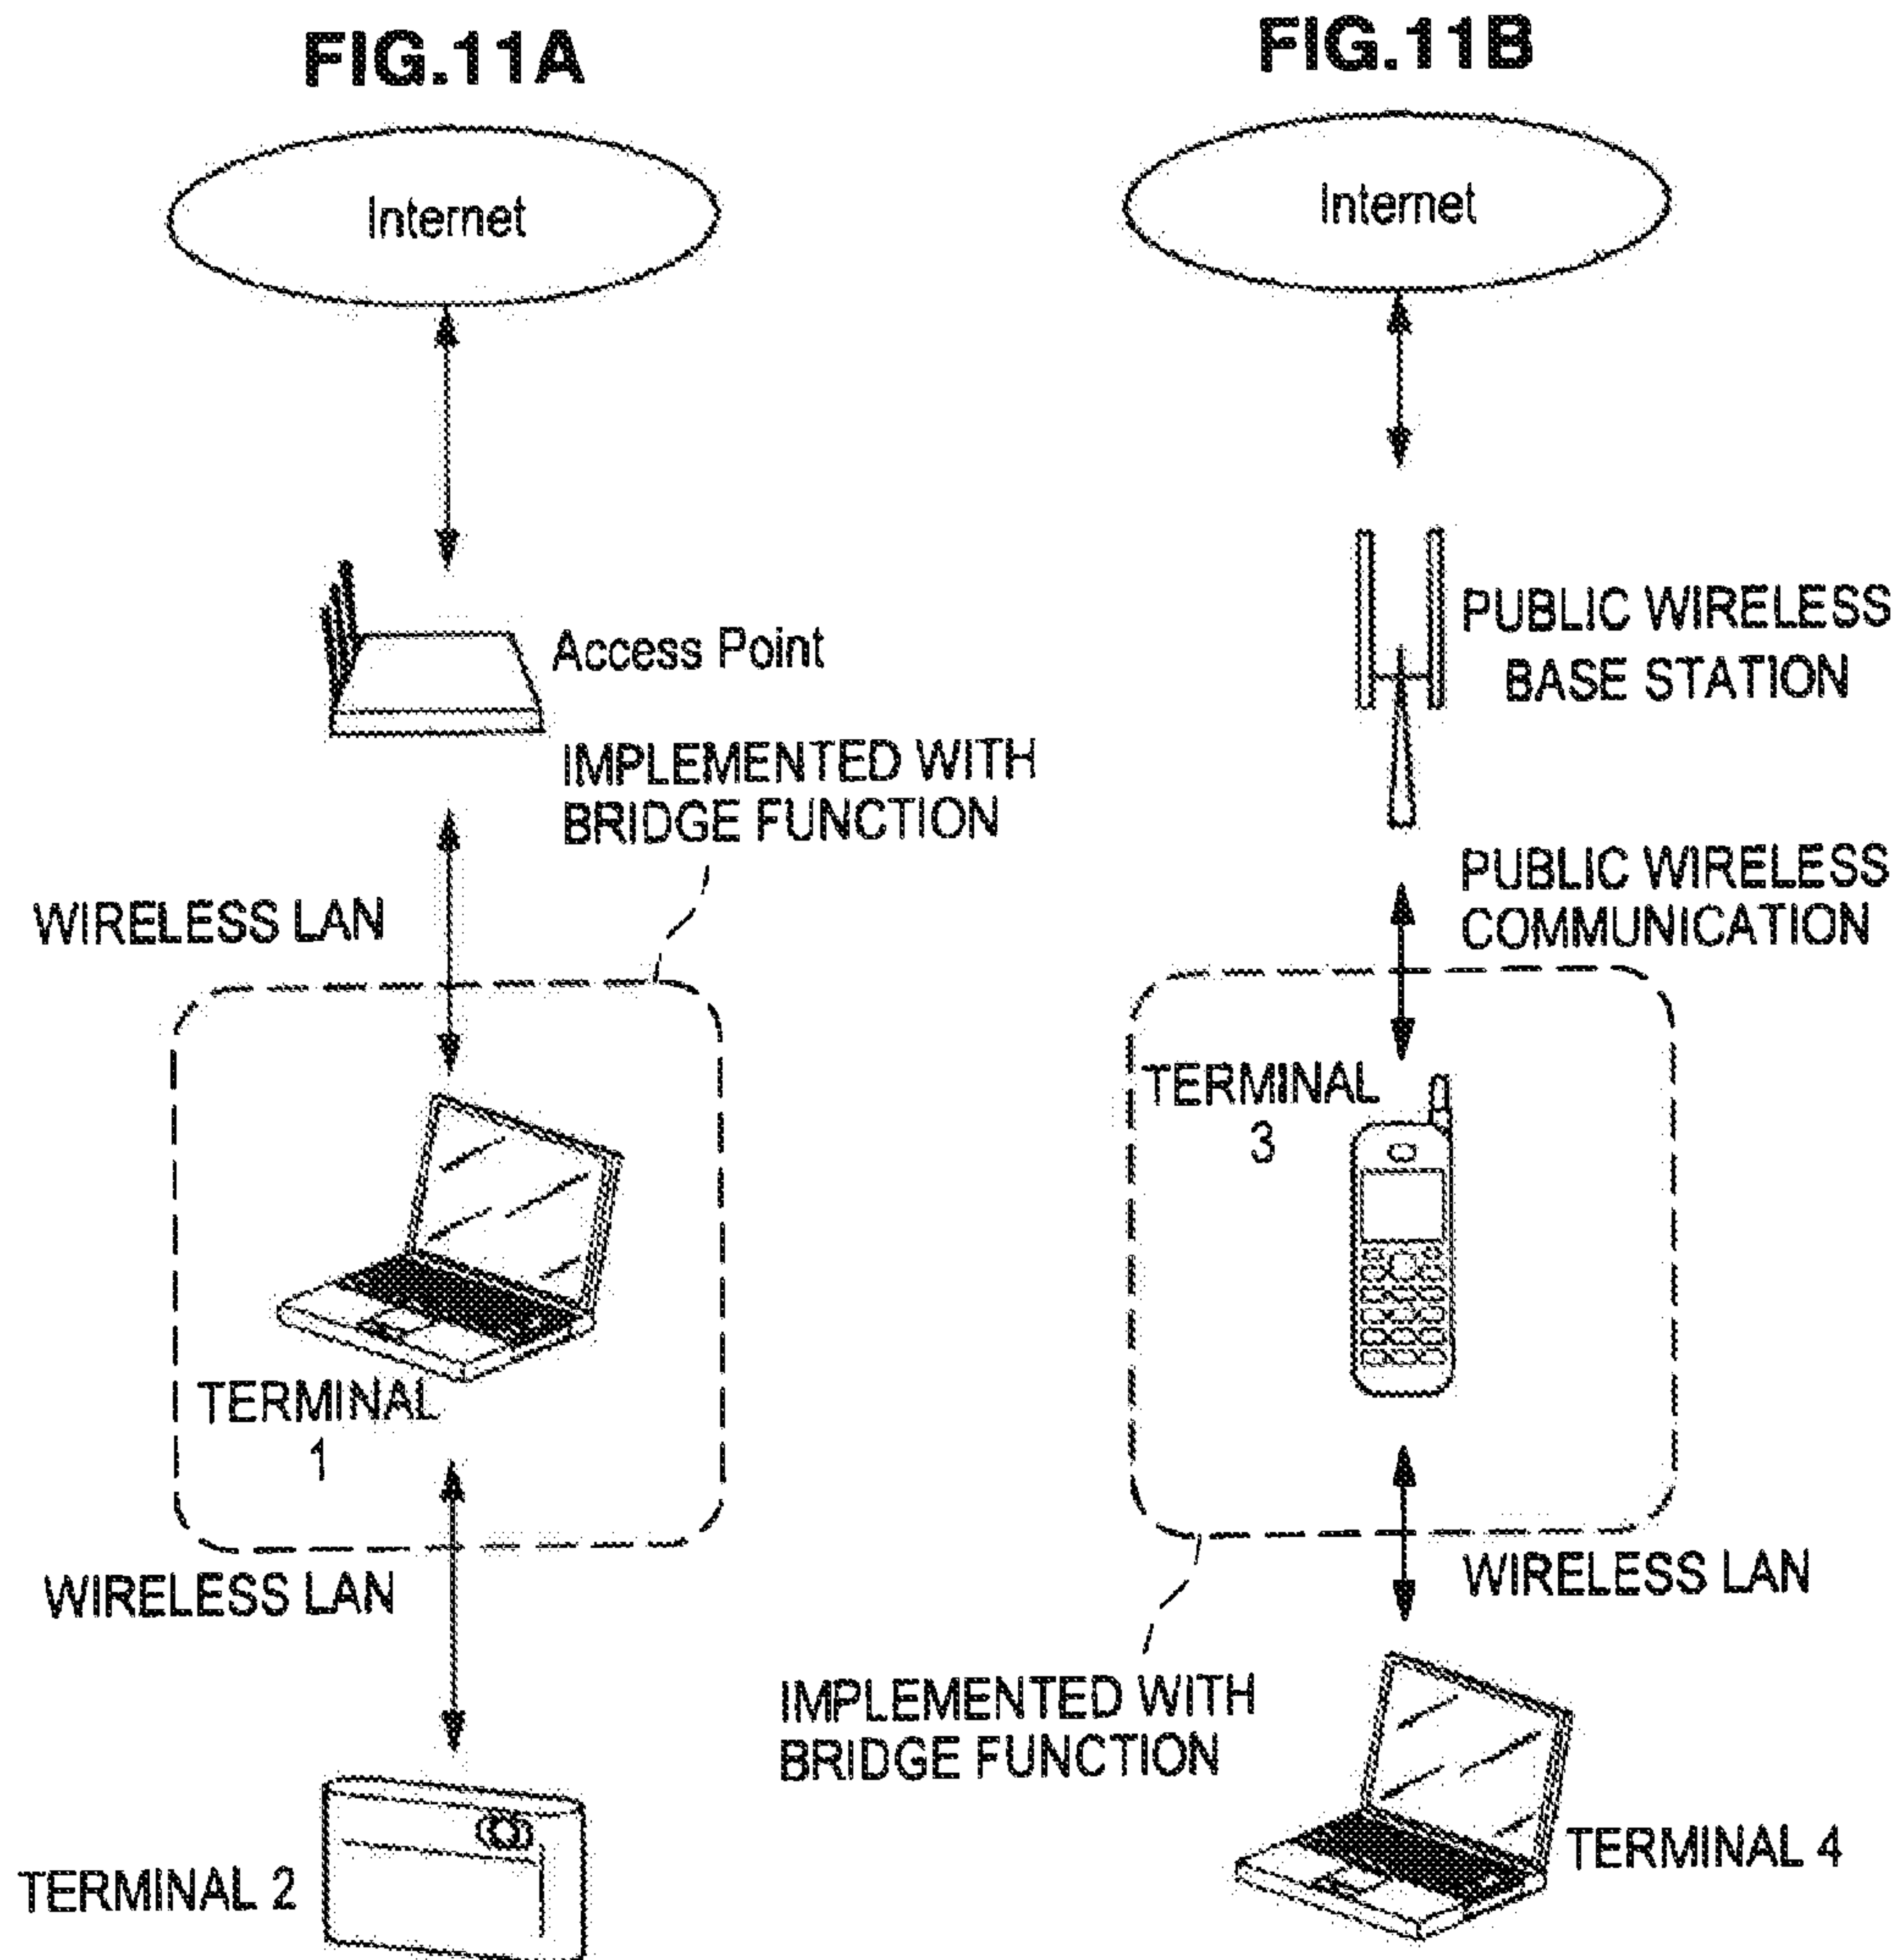 FIG.11A
Internet
Access Point
IMPLEMENTED WITH
BRIDGE FUNCTION
WIRELESS LAN
TERMINAL
1
WIRELESS LAN
TERMINAL 2
FIG.11B
Internet
PUBLIC WIRELESS
BASE STATION
PUBLIC WIRELESS
COMMUNICATION
TERMINAL
3
WIRELESS LAN
IMPLEMENTED WITH
BRIDGE FUNCTION
TERMINAL 4